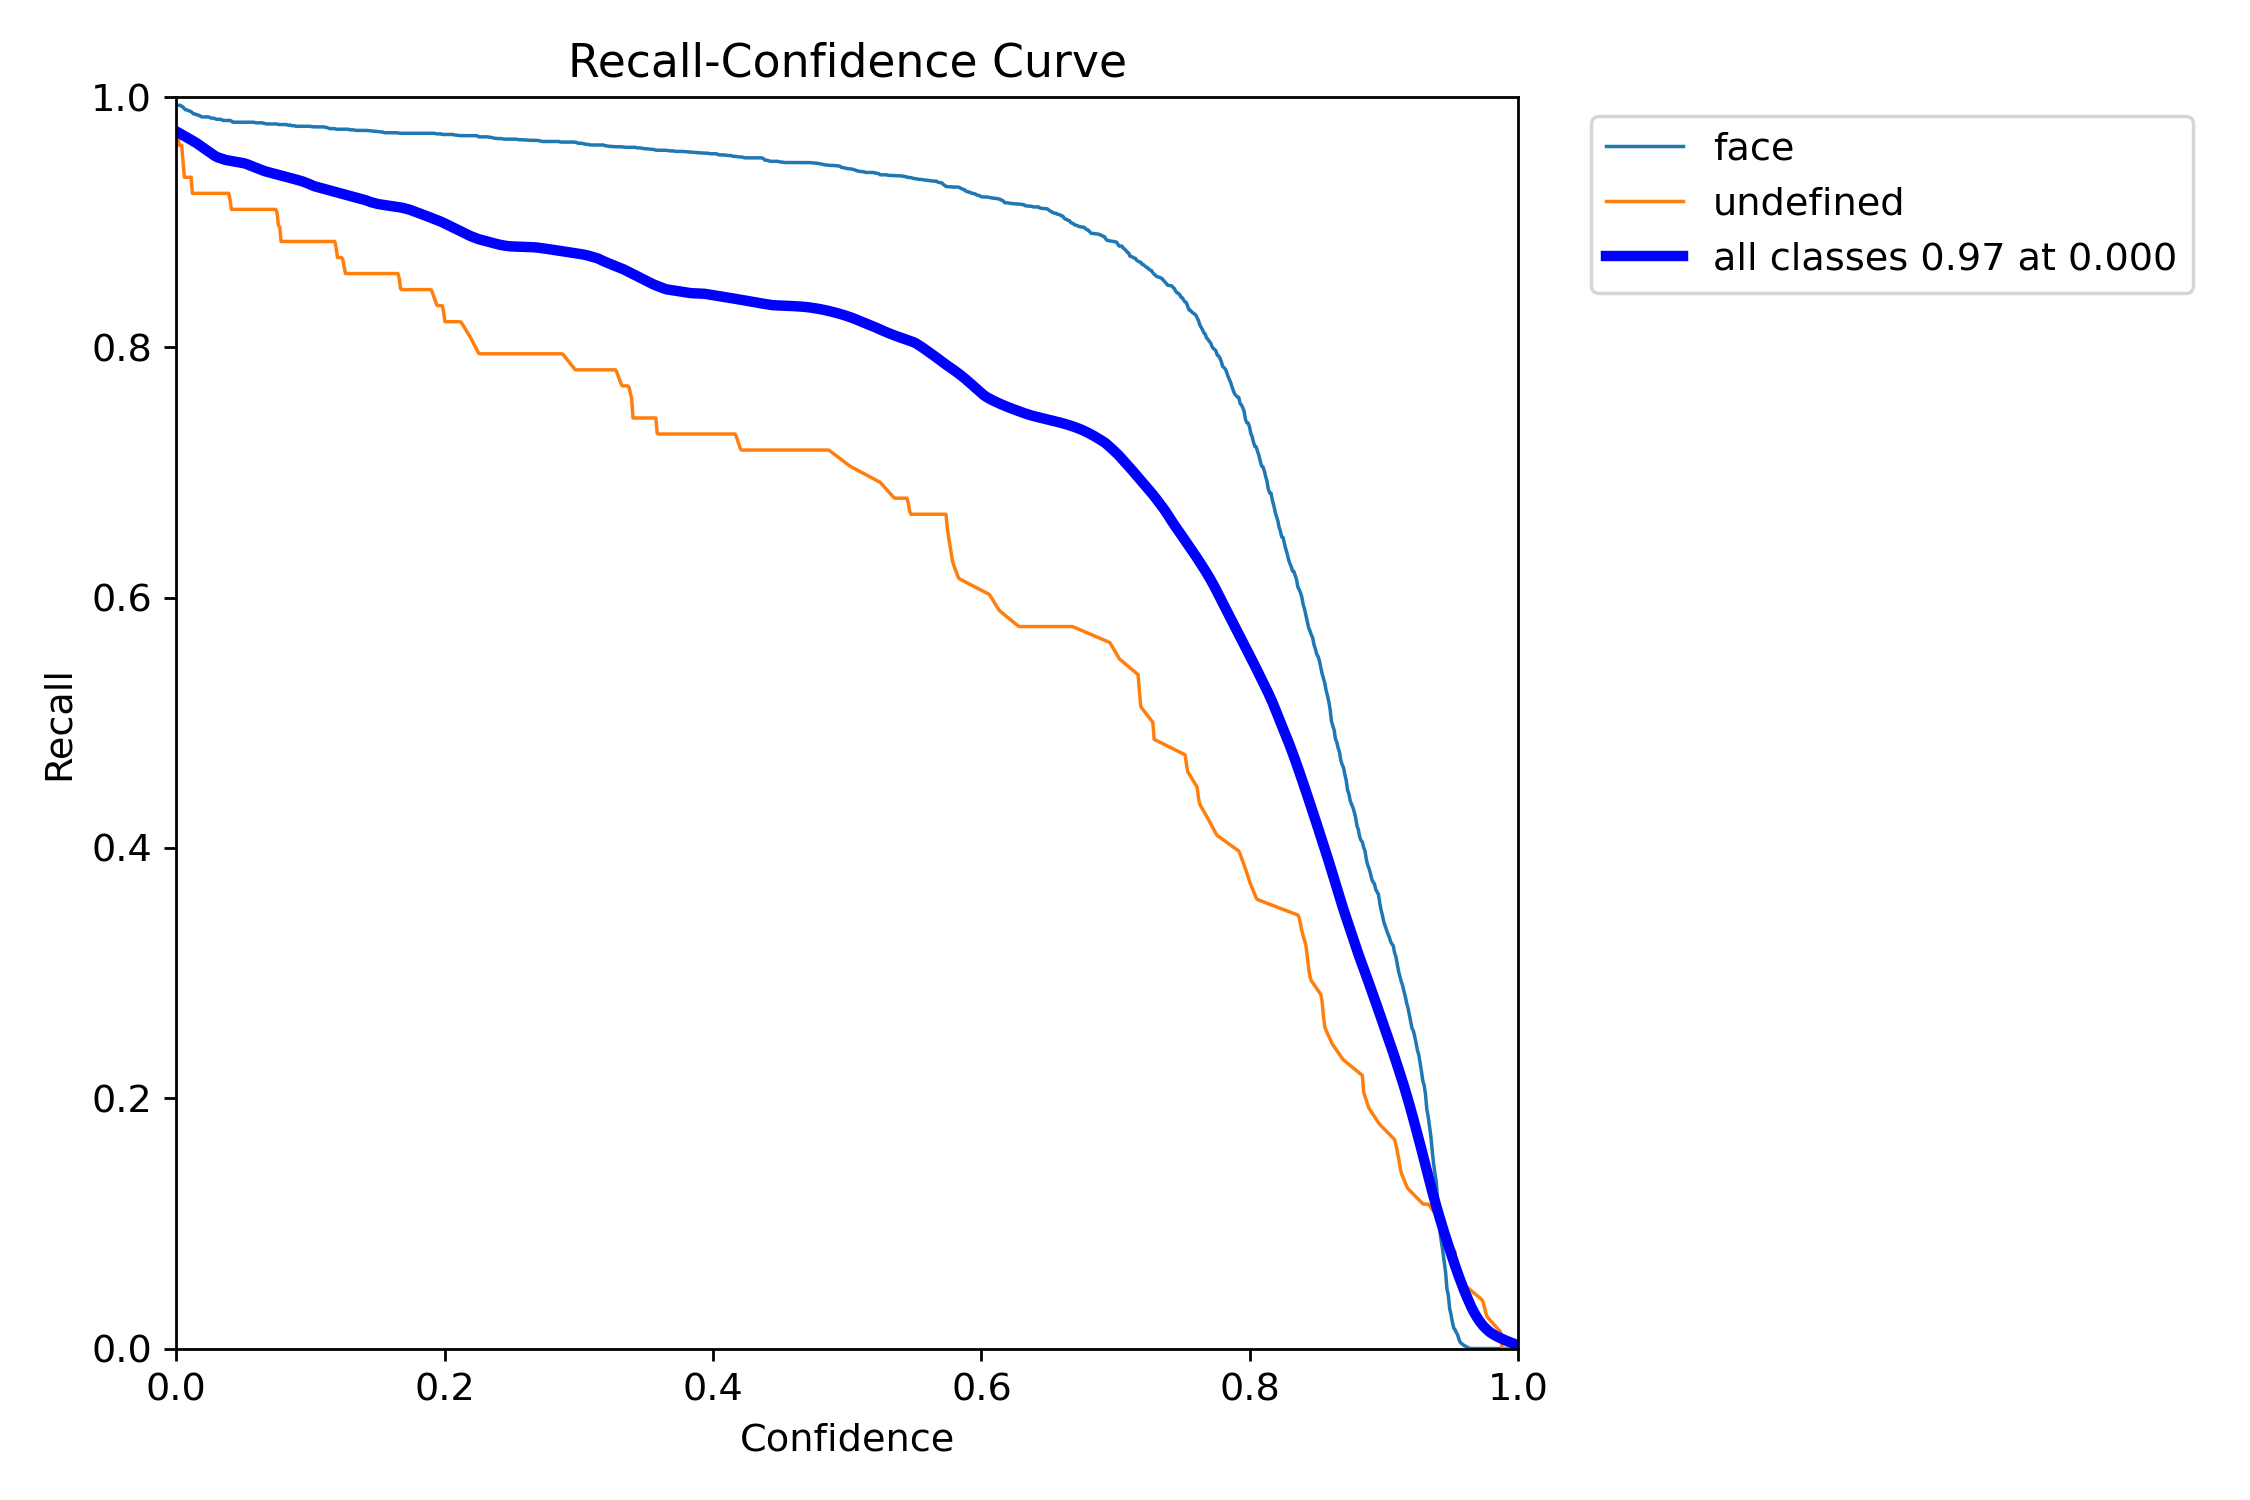 Recall-Confidence Curve
1.0
0.8
0.6
0.4
0.2
0.0
Recall
0.0 0.2 0.4 0.6 0.8 1.0
Confidence
face
undefined
all classes 0.97 at 0.000